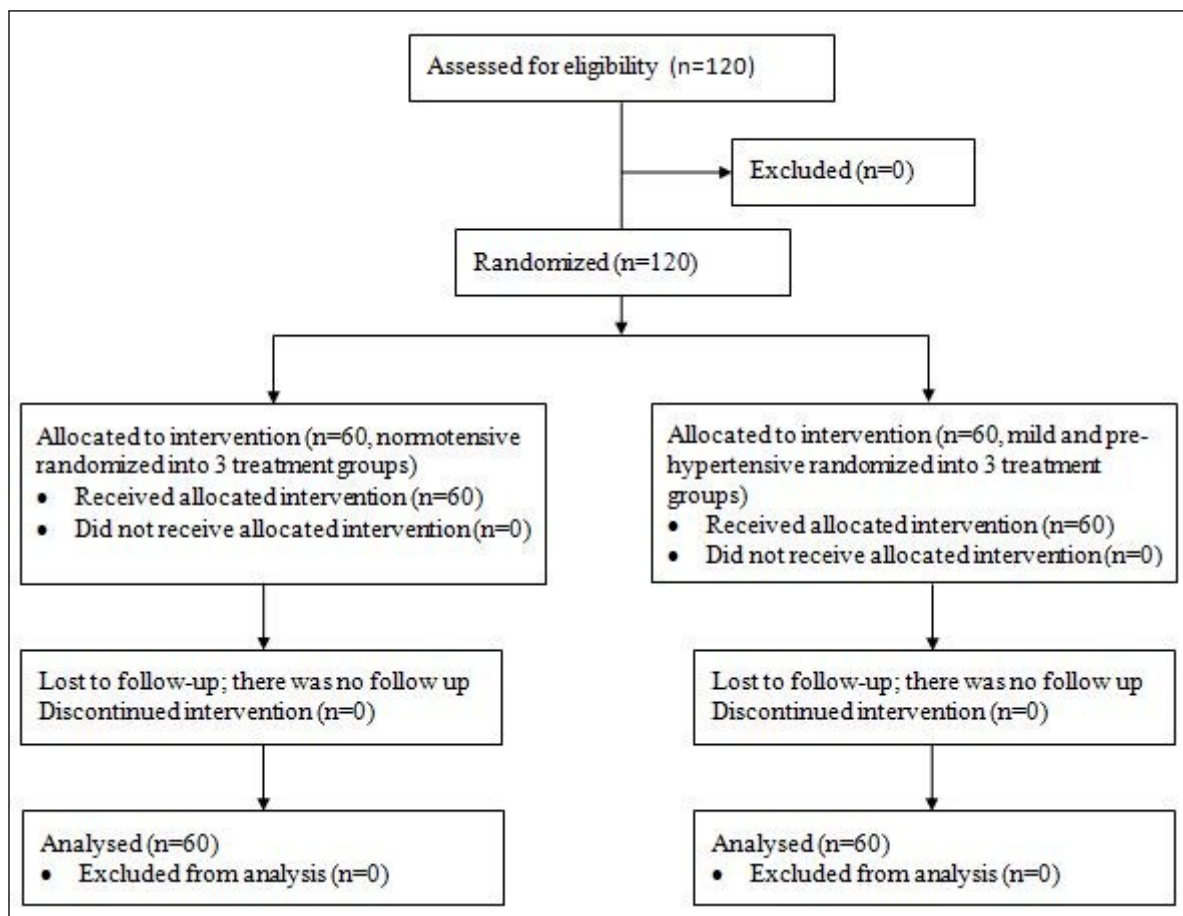 Assessed for eligibility (n=120)
Excluded (n=0)
Randomized (n=120)
Allocated to intervention (n=60, normotensive
randomized into 3 treatment groups)
• Received allocated intervention (n=60)
• Did not receive allocated intervention (n=0)
Allocated to intervention (n=60, mild and pre-
hypertensive randomized into 3 treatment
groups)
• Received allocated intervention (n=60)
• Did not receive allocated intervention (n=0)
Lost to follow-up; there was no follow up
Discontinued intervention (n=0)
Lost to follow-up; there was no follow up
Discontinued intervention (n=0)
Analysed (n=60)
• Excluded from analysis (n=0)
Analysed (n=60)
• Excluded from analysis (n=0)